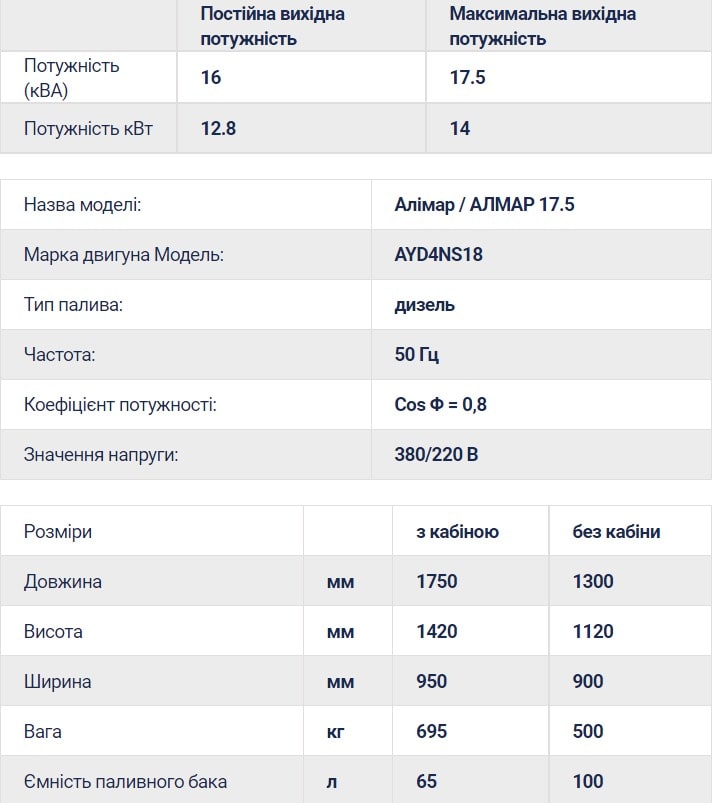 Постійна вихідна потужність Максимальна вихідна потужність
Потужність (кВА) 16 17.5
Потужність кВт 12.8 14
Назва моделі: Алімар / АЛМАР 17.5
Марка двигуна Модель: AYD4NS18
Тип палива: дизель
Частота: 50 Гц
Коефіцієнт потужності: Cos Ф = 0,8
Значення напруги: 380/220 В
Розміри з кабіною без кабіни
Довжина мм 1750 1300
Висота мм 1420 1120
Ширина мм 950 900
Вага кг 695 500
Ємність паливного бака л 65 100